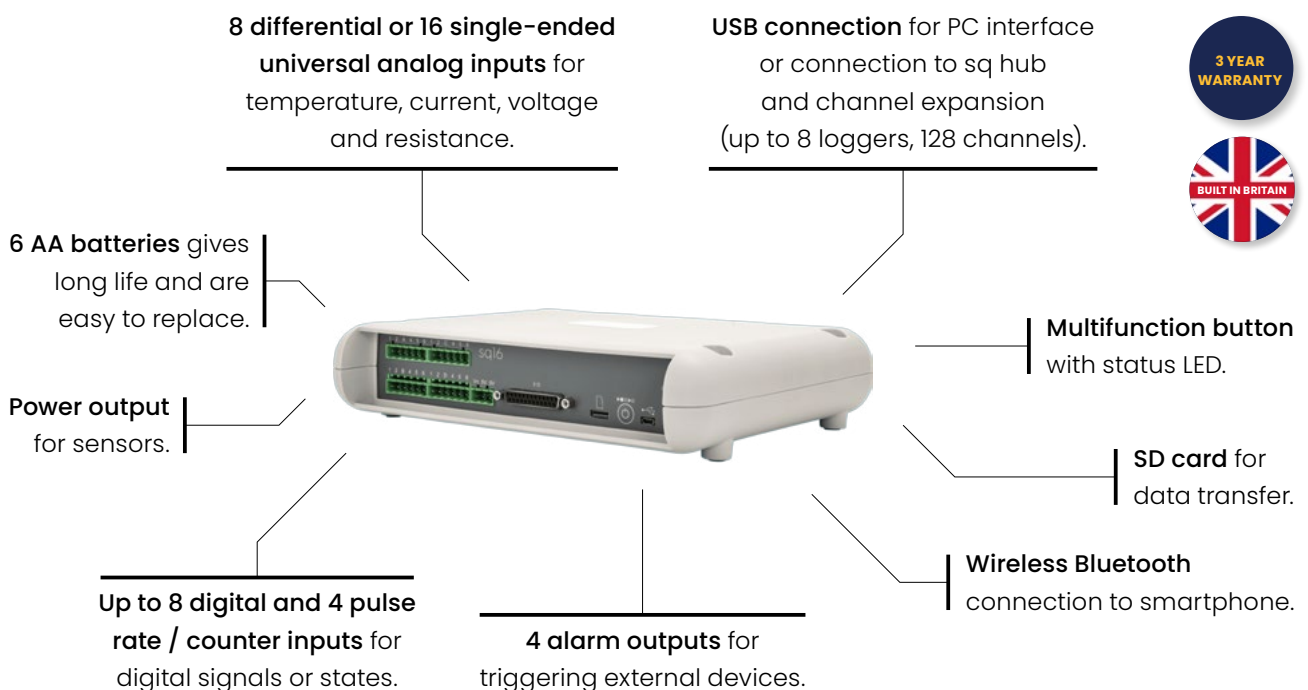 8 differential or 16 single-ended
universal analog inputs for
temperature, current, voltage
and resistance.
USB connection for PC interface
or connection to sq hub
and channel expansion
(up to 8 loggers, 128 channels).
3 YEAR
WARRANTY
BUILT IN BRITAIN
6 AA batteries gives
long life and are
easy to replace.
Multifunction button
with status LED.
sq16
Power output
for sensors.
SD card for
data transfer.
Wireless Bluetooth
connection to smartphone.
Up to 8 digital and 4 pulse
rate / counter inputs for
digital signals or states.
4 alarm outputs for
triggering external devices.